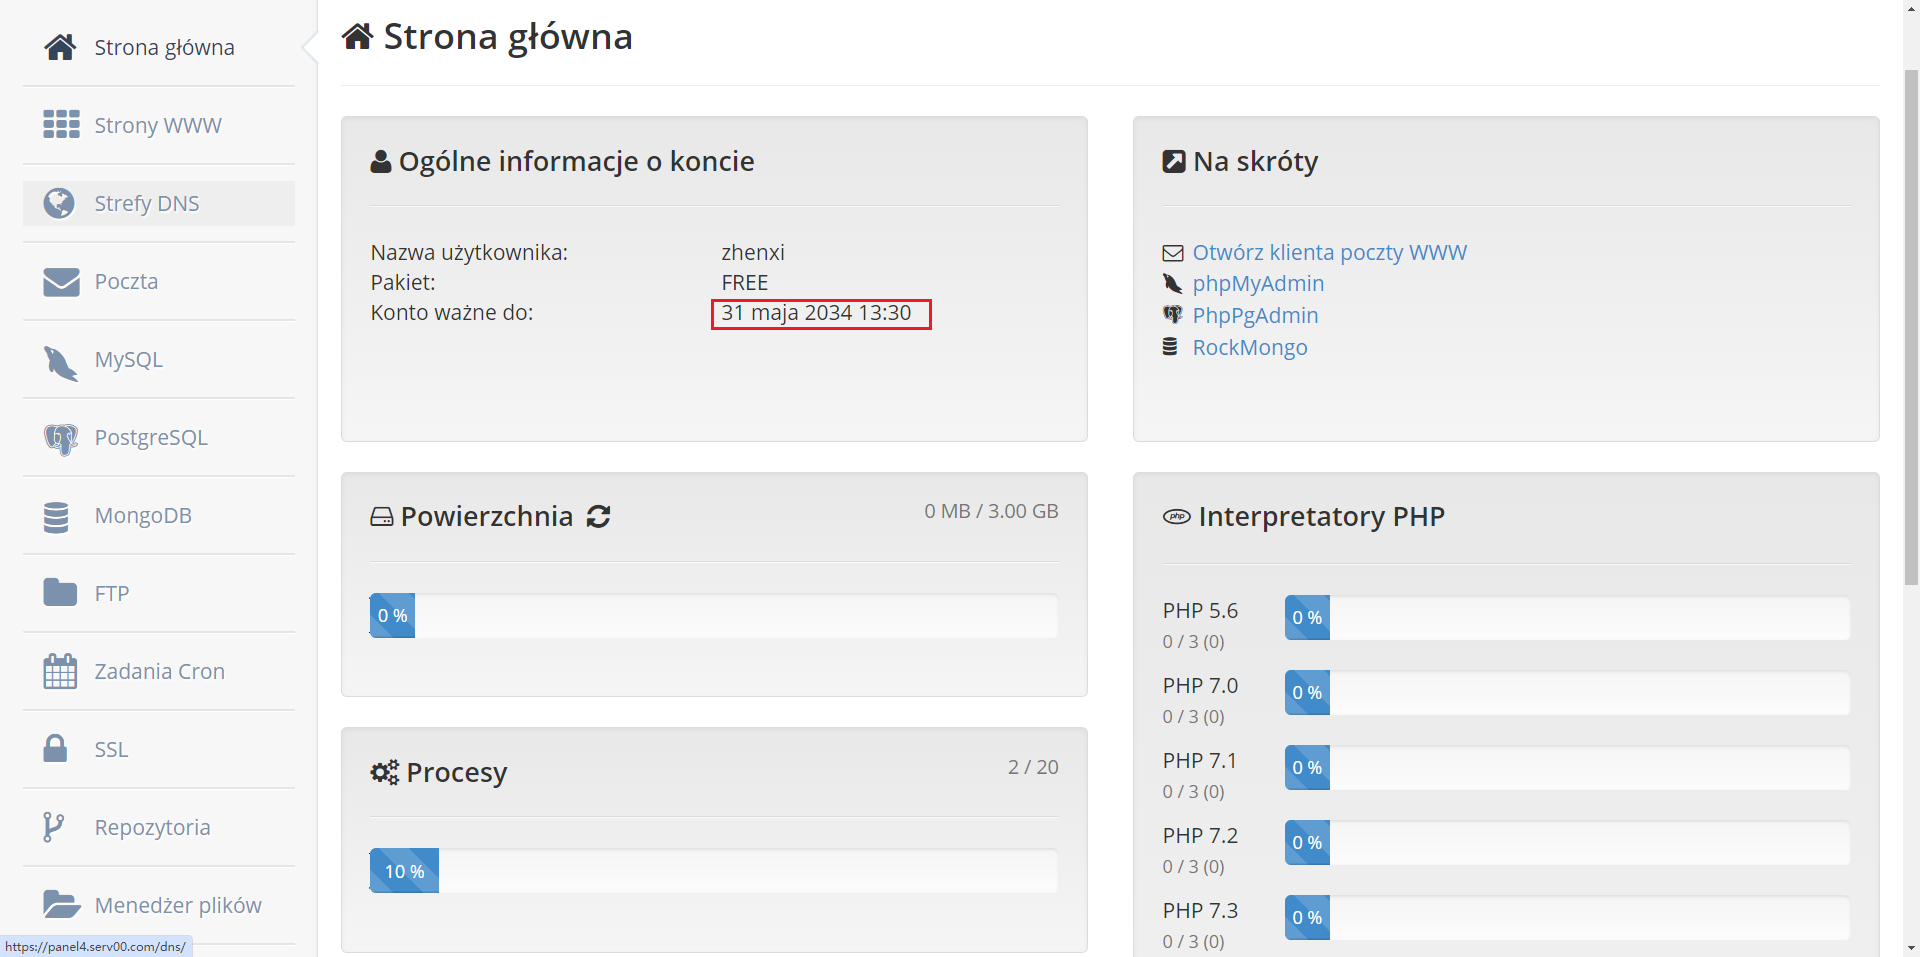 Strona główna
Strony WWW
Strefy DNS
Poczta
MySQL
PostgreSQL
MongoDB
FTP
Zadania Cron
SSL
Repozytoria
Menedżer plików
https://panel4.serv00.com/dns/
Strona główna
Ogólne informacje o koncie
Nazwa użytkownika: zhenxi
Pakiet: FREE
Konto ważne do: 31 maja 2034 13:30
Na skróty
Otwórz klienta poczty WWW
phpMyAdmin
PhpPgAdmin
RockMongo
Powierzchnia 0 MB / 3.00 GB
0 %
Procesy 2 / 20
10 %
php Interpretatory PHP
PHP 5.6 0 %
0 / 3 (0)
PHP 7.0 0 %
0 / 3 (0)
PHP 7.1 0 %
0 / 3 (0)
PHP 7.2 0 %
0 / 3 (0)
PHP 7.3 0 %
0 / 3 (0)